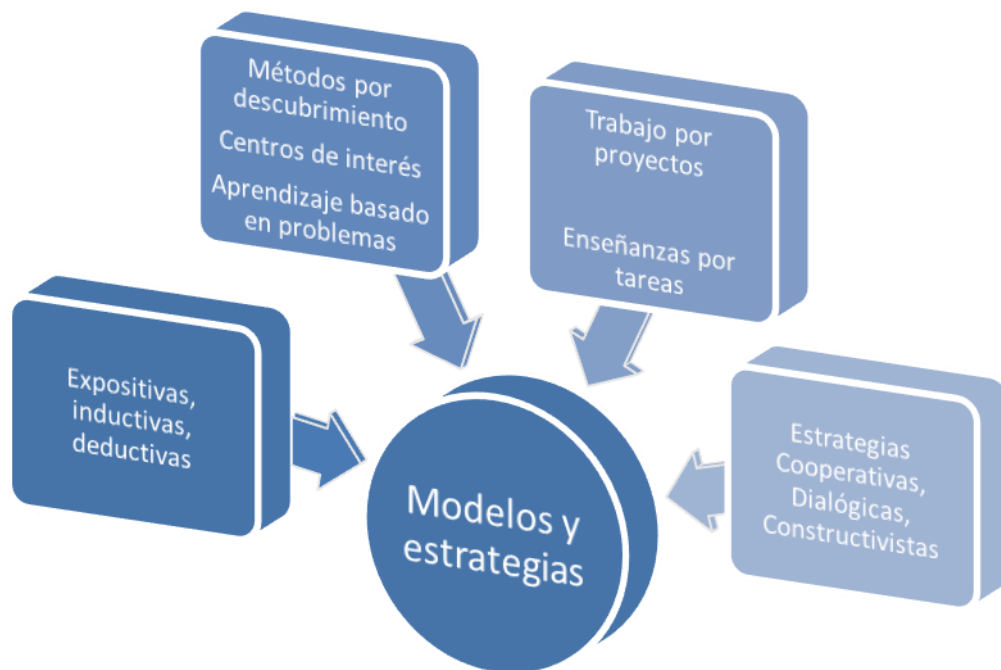 Métodos por
descubrimiento
Centros de interés
Aprendizaje basado
en problemas
Trabajo por
proyectos
Enseñanzas por
tareas
Expositivas,
inductivas,
deductivas
Estrategias
Cooperativas,
Dialógicas,
Constructivistas
Modelos y
estrategias